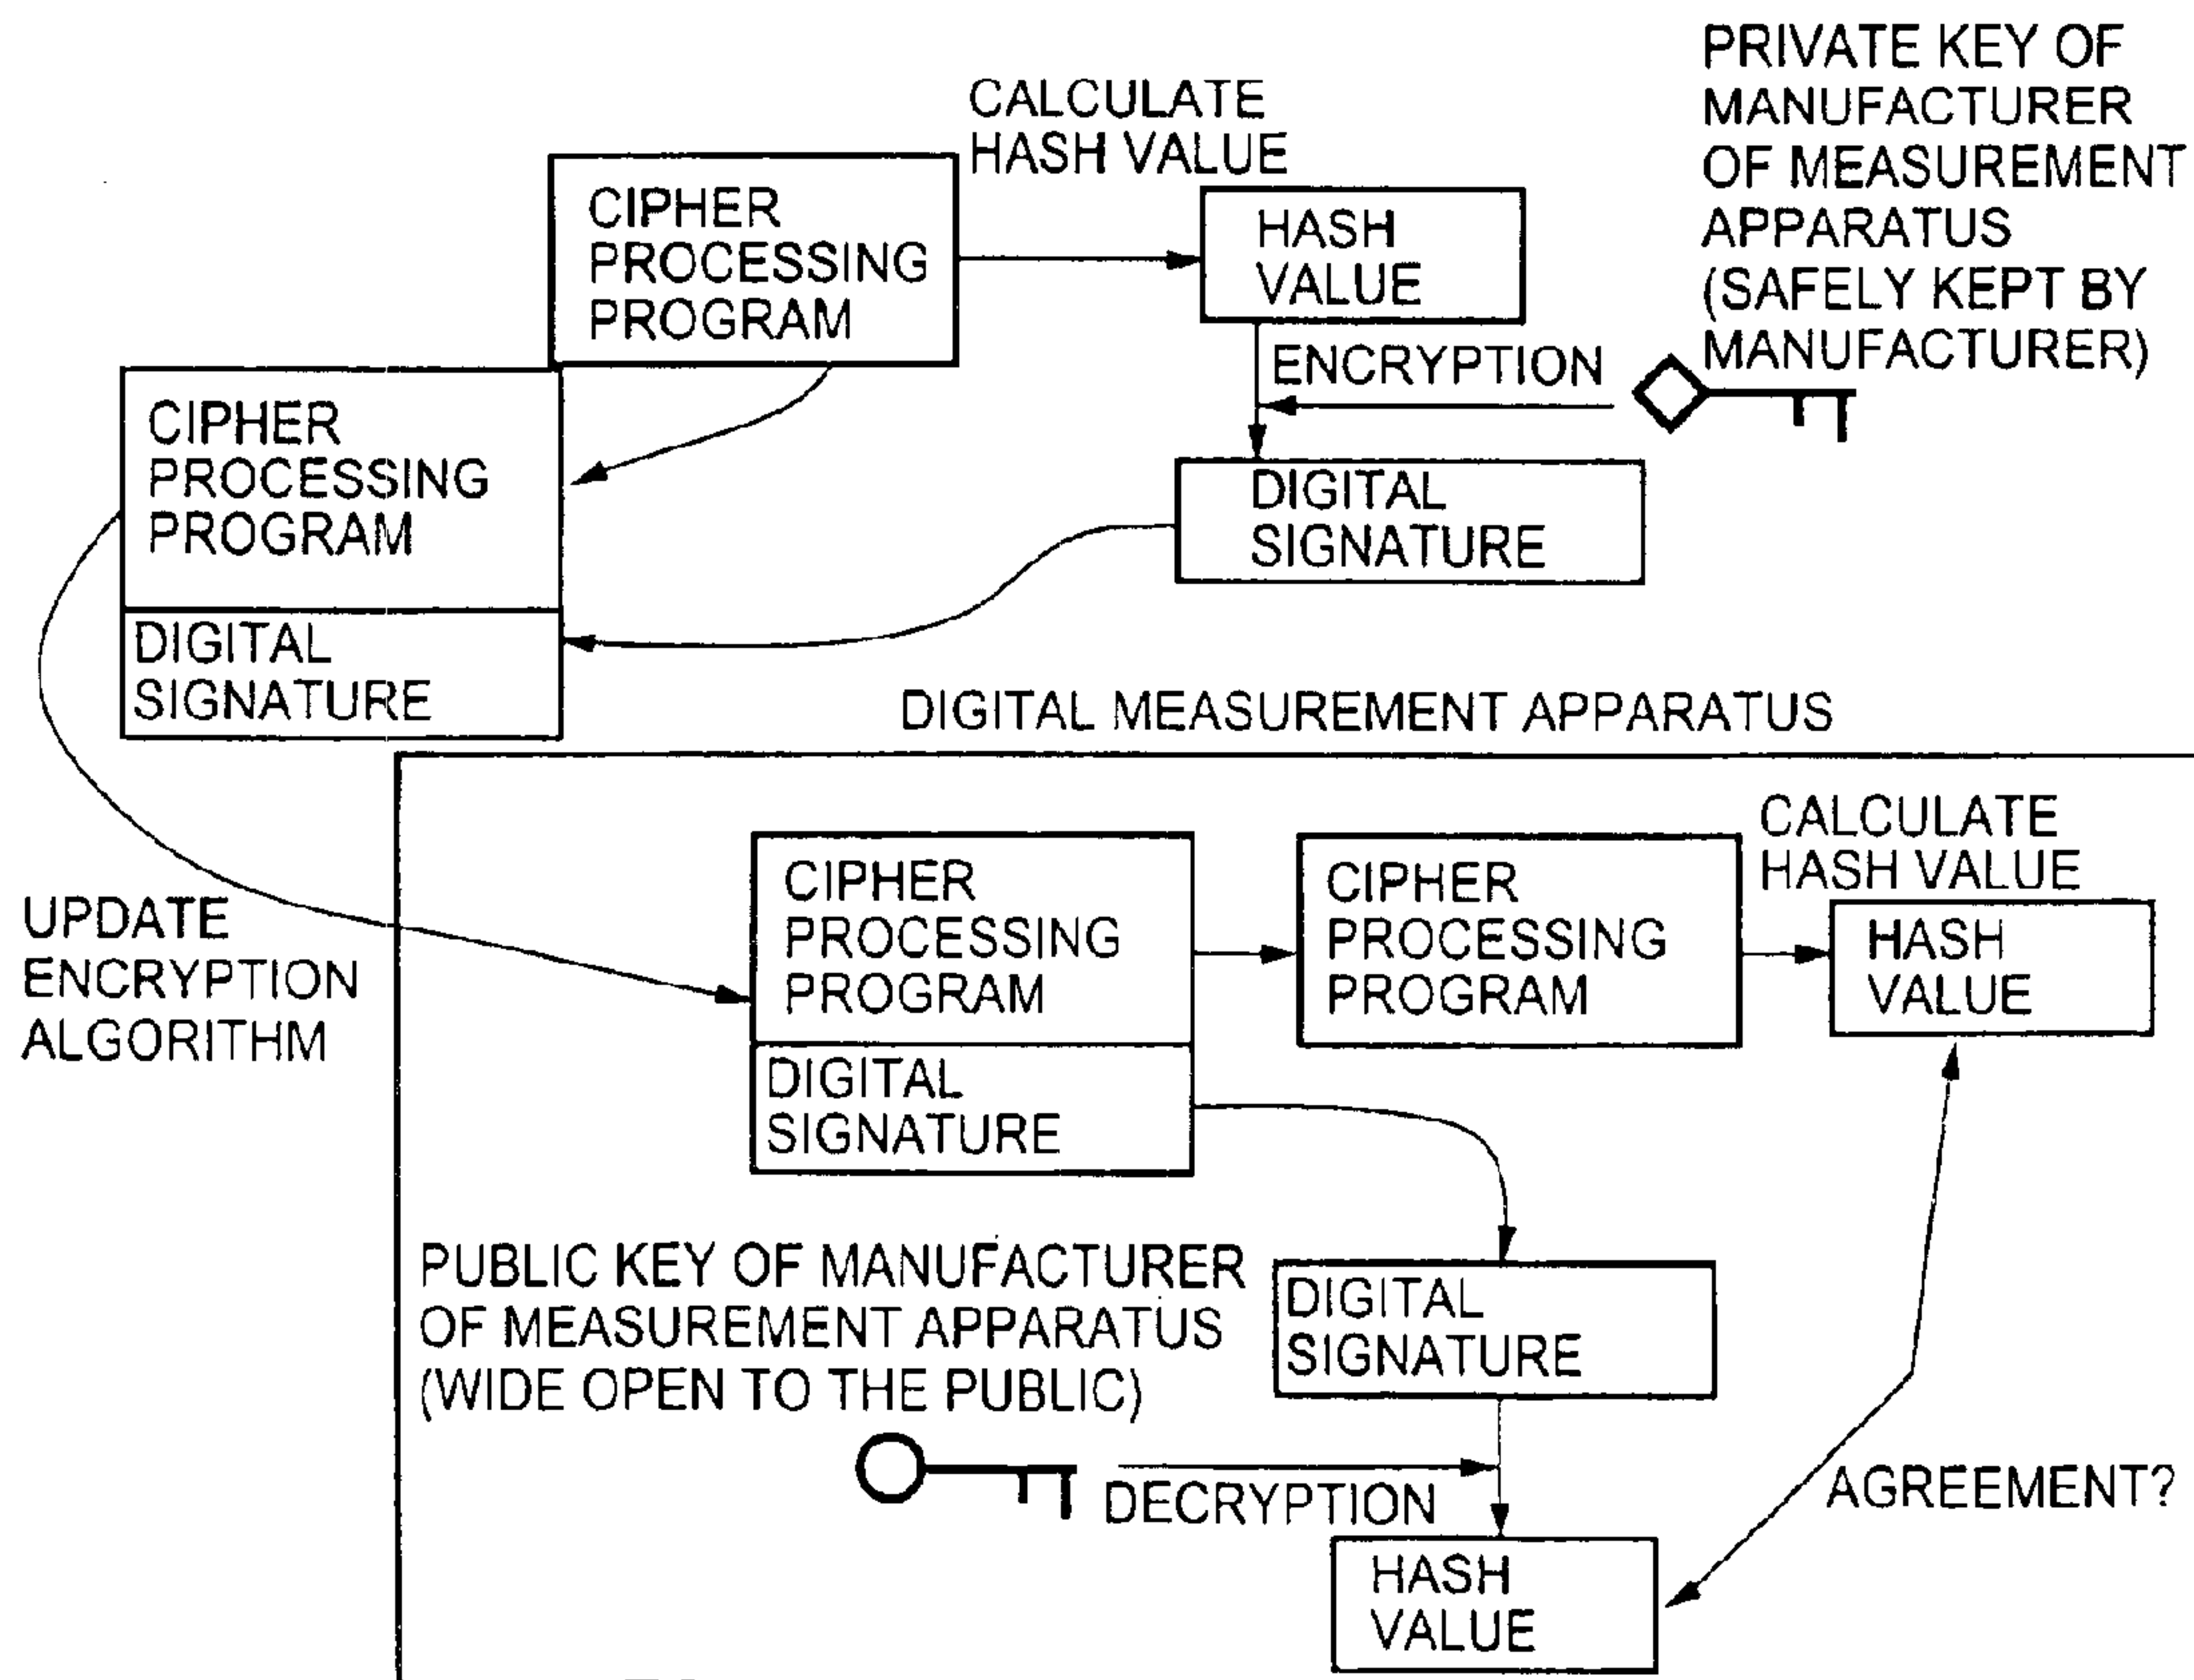 PRIVATE KEY OF
MANUFACTURER
OF MEASUREMENT
APPARATUS
(SAFELY KEPT BY
MANUFACTURER)
CALCULATE
HASH VALUE
CIPHER
PROCESSING
PROGRAM
HASH
VALUE
ENCRYPTION
CIPHER
PROCESSING
PROGRAM
DIGITAL
SIGNATURE
DIGITAL
SIGNATURE
DIGITAL MEASUREMENT APPARATUS
UPDATE
ENCRYPTION
ALGORITHM
CIPHER
PROCESSING
PROGRAM
DIGITAL
SIGNATURE
CIPHER
PROCESSING
PROGRAM
CALCULATE
HASH VALUE
HASH
VALUE
PUBLIC KEY OF MANUFACTURER
OF MEASUREMENT APPARATUS
(WIDE OPEN TO THE PUBLIC)
DIGITAL
SIGNATURE
DECRYPTION
AGREEMENT?
HASH
VALUE